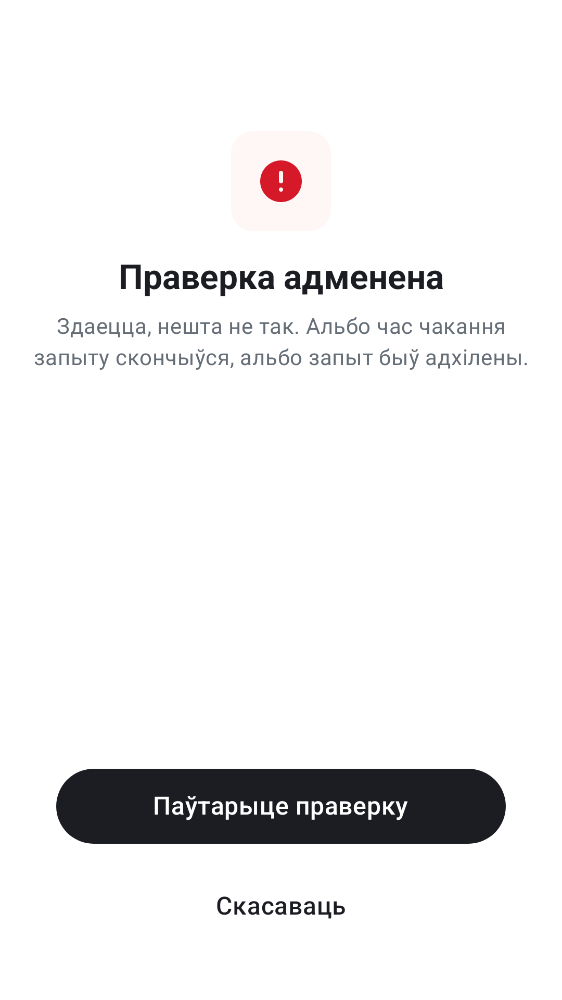 Праверка адменена
Здаецца, нешта не так. Альбо час чакання
запыту скончыўся, альбо запыт быў адхілены.
Паўтарыце праверку
Скасаваць